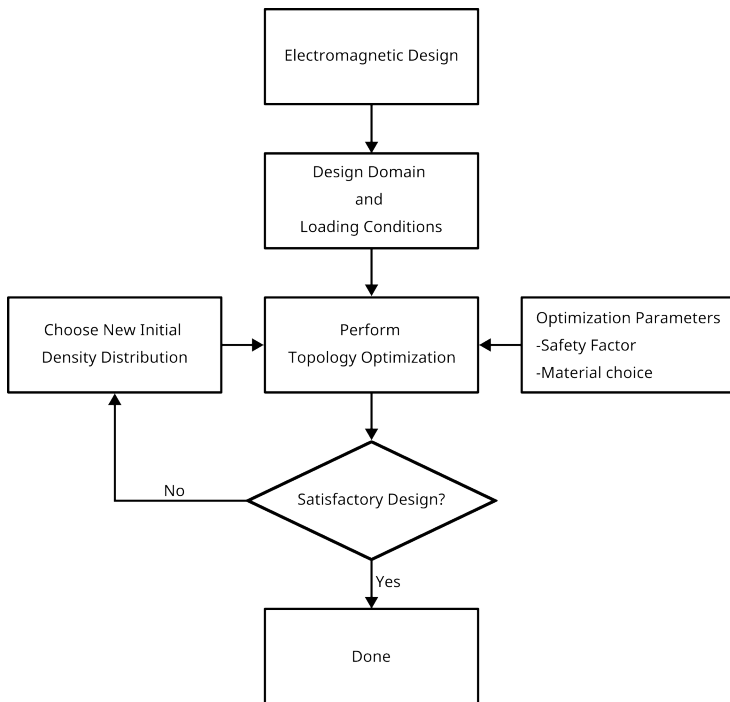 Electromagnetic Design
Design Domain
and
Loading Conditions
Choose New Initial
Density Distribution
Perform
Topology Optimization
Optimization Parameters
-Safety Factor
-Material choice
Satisfactory Design?
No
Yes
Done